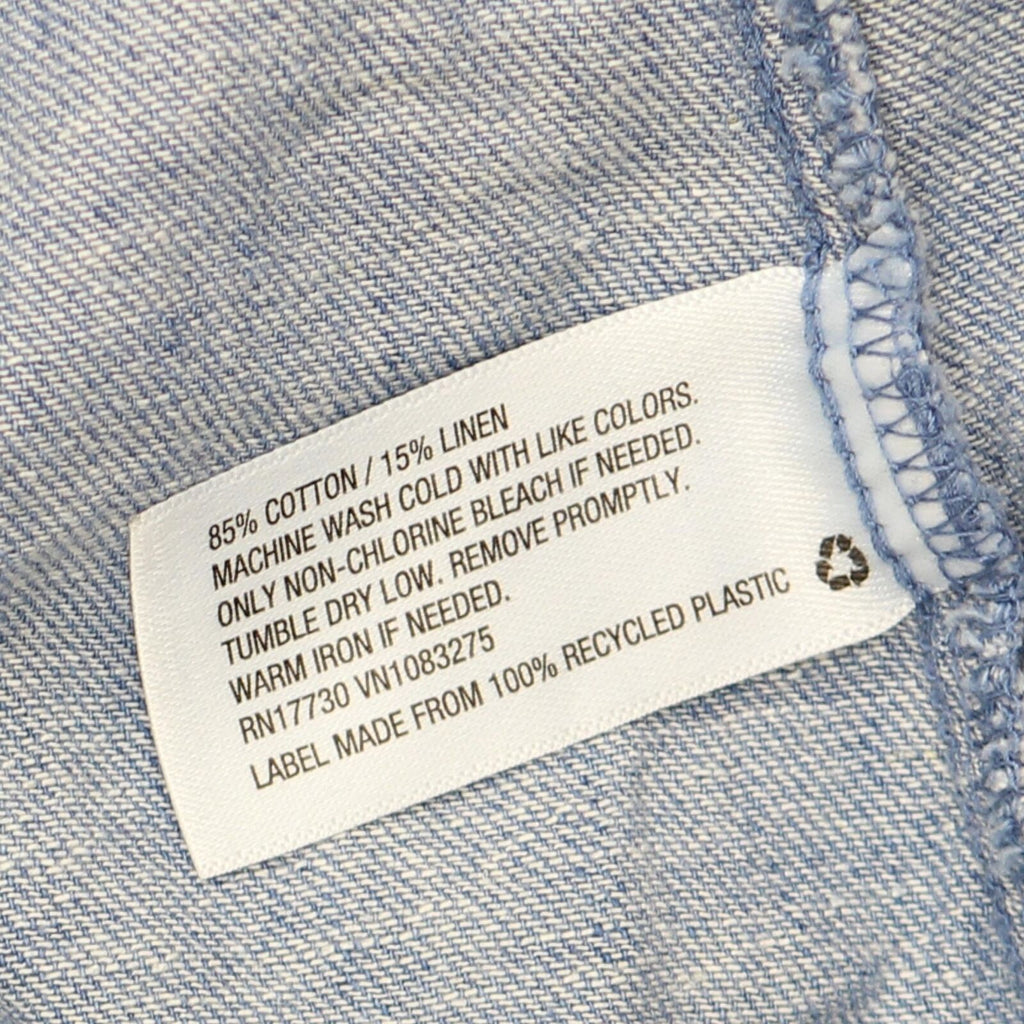 85% COTTON / 15% LINEN
MACHINE WASH COLD WITH LIKE COLORS.
ONLY NON-CHLORINE BLEACH IF NEEDED.
TUMBLE DRY LOW. REMOVE PROMPTLY.
WARM IRON IF NEEDED.
RN17730 VN1083275
LABEL MADE FROM 100% RECYCLED PLASTIC